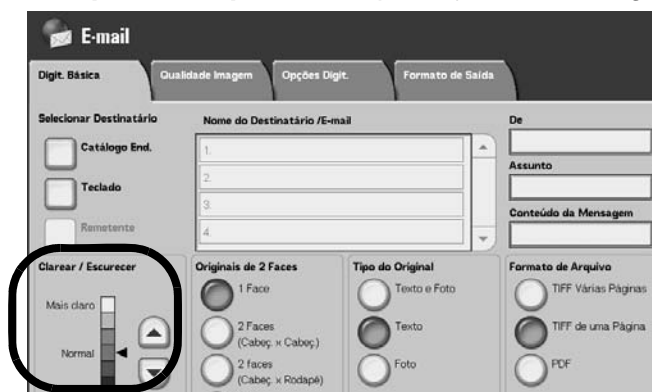 E-mail
Digit. Básica
Qualidade Imagem
Opções Digit.
Formato de Saída
Selecionar Destinatário
Nome do Destinatário /E-mail
De
Catálogo End.
1.
Assunto
Teclado
2.
3.
Conteúdo da Mensagem
Remetente
4.
Clarear / Escurecer
Originais de 2 Faces
Tipo do Original
Formato de Arquivo
Mais claro
1 Face
Texto e Foto
TIFF Várias Páginas
2 Faces
(Cabeç. x Cabeç.)
Texto
TIFF de uma Página
Normal
2 faces
(Cabeç. x Rodapé)
Foto
PDF